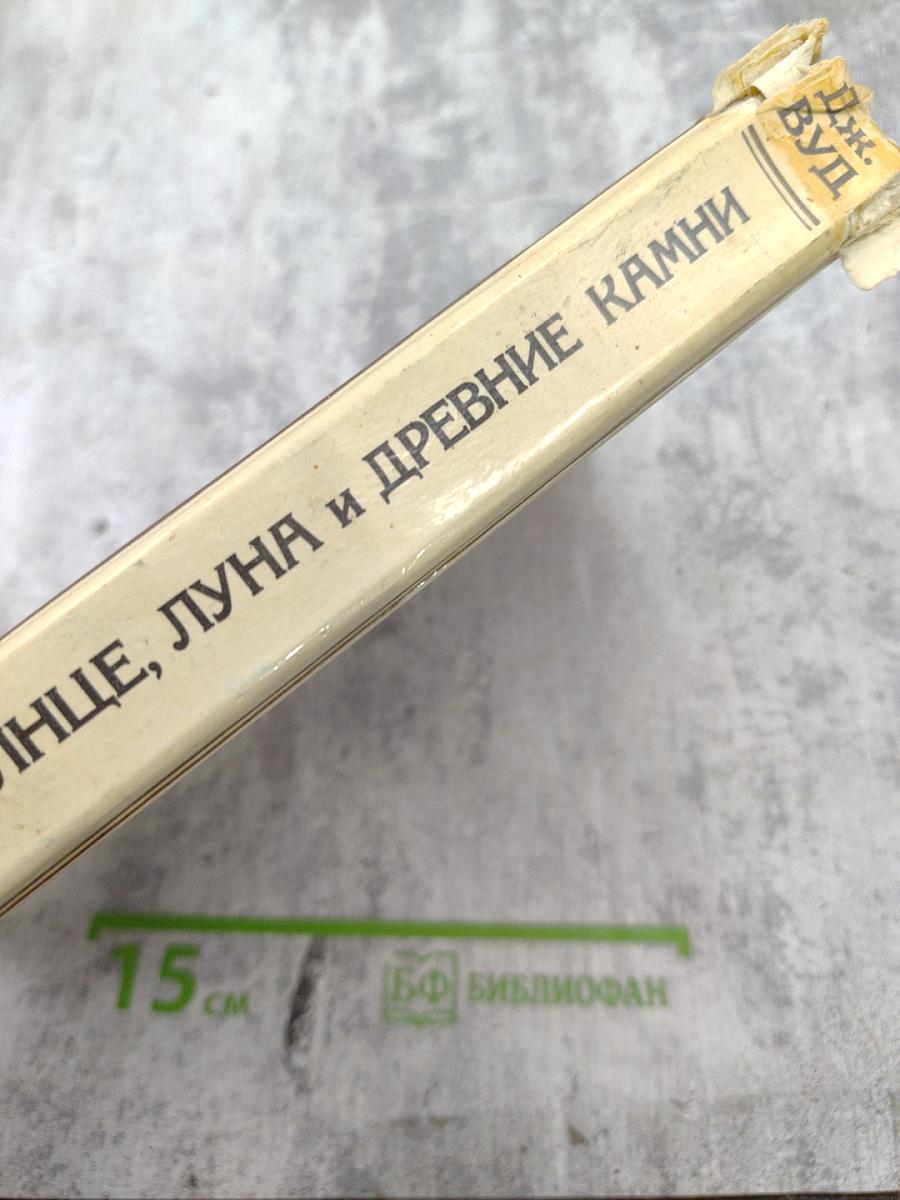 Дж.
ВУД
ЛНЦЕ, ЛУНА и ДРЕВНИЕ КАМНИ
15 см
БФ БИБЛИОФАН